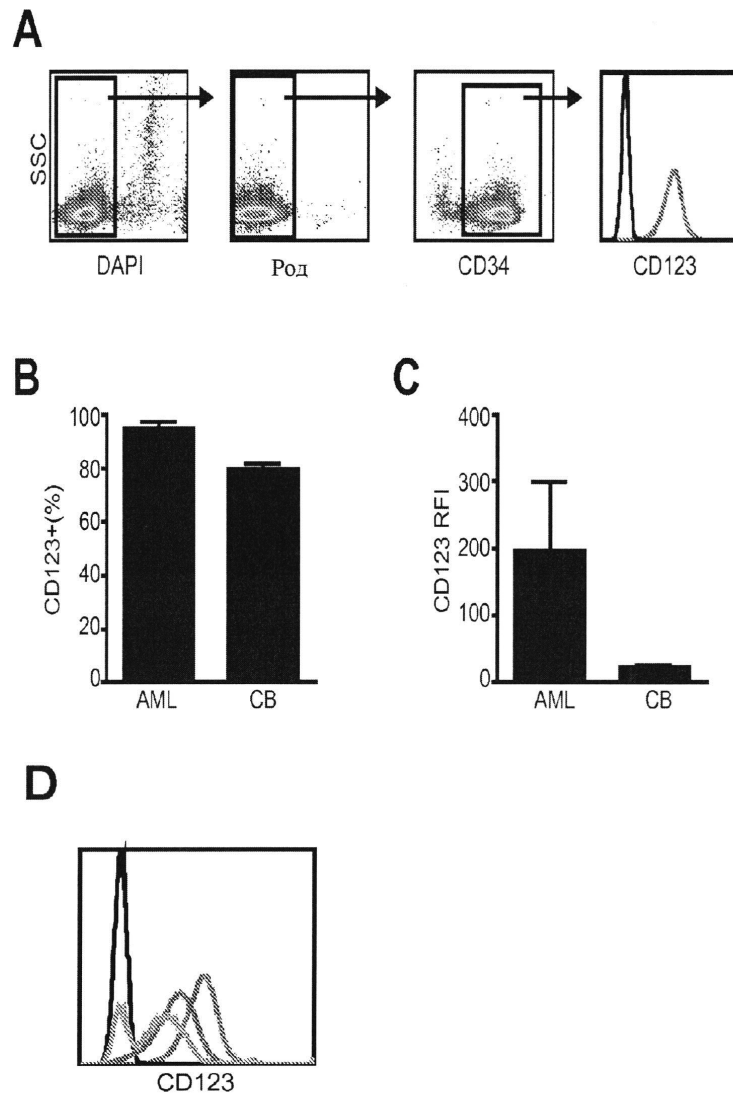 A
SSC
DAPI
Род
CD34
CD123
B
CD123+(%)
100
80
60
40
20
0
AML
CB
C
CD123 RFI
400
300
200
100
0
AML
CB
D
CD123